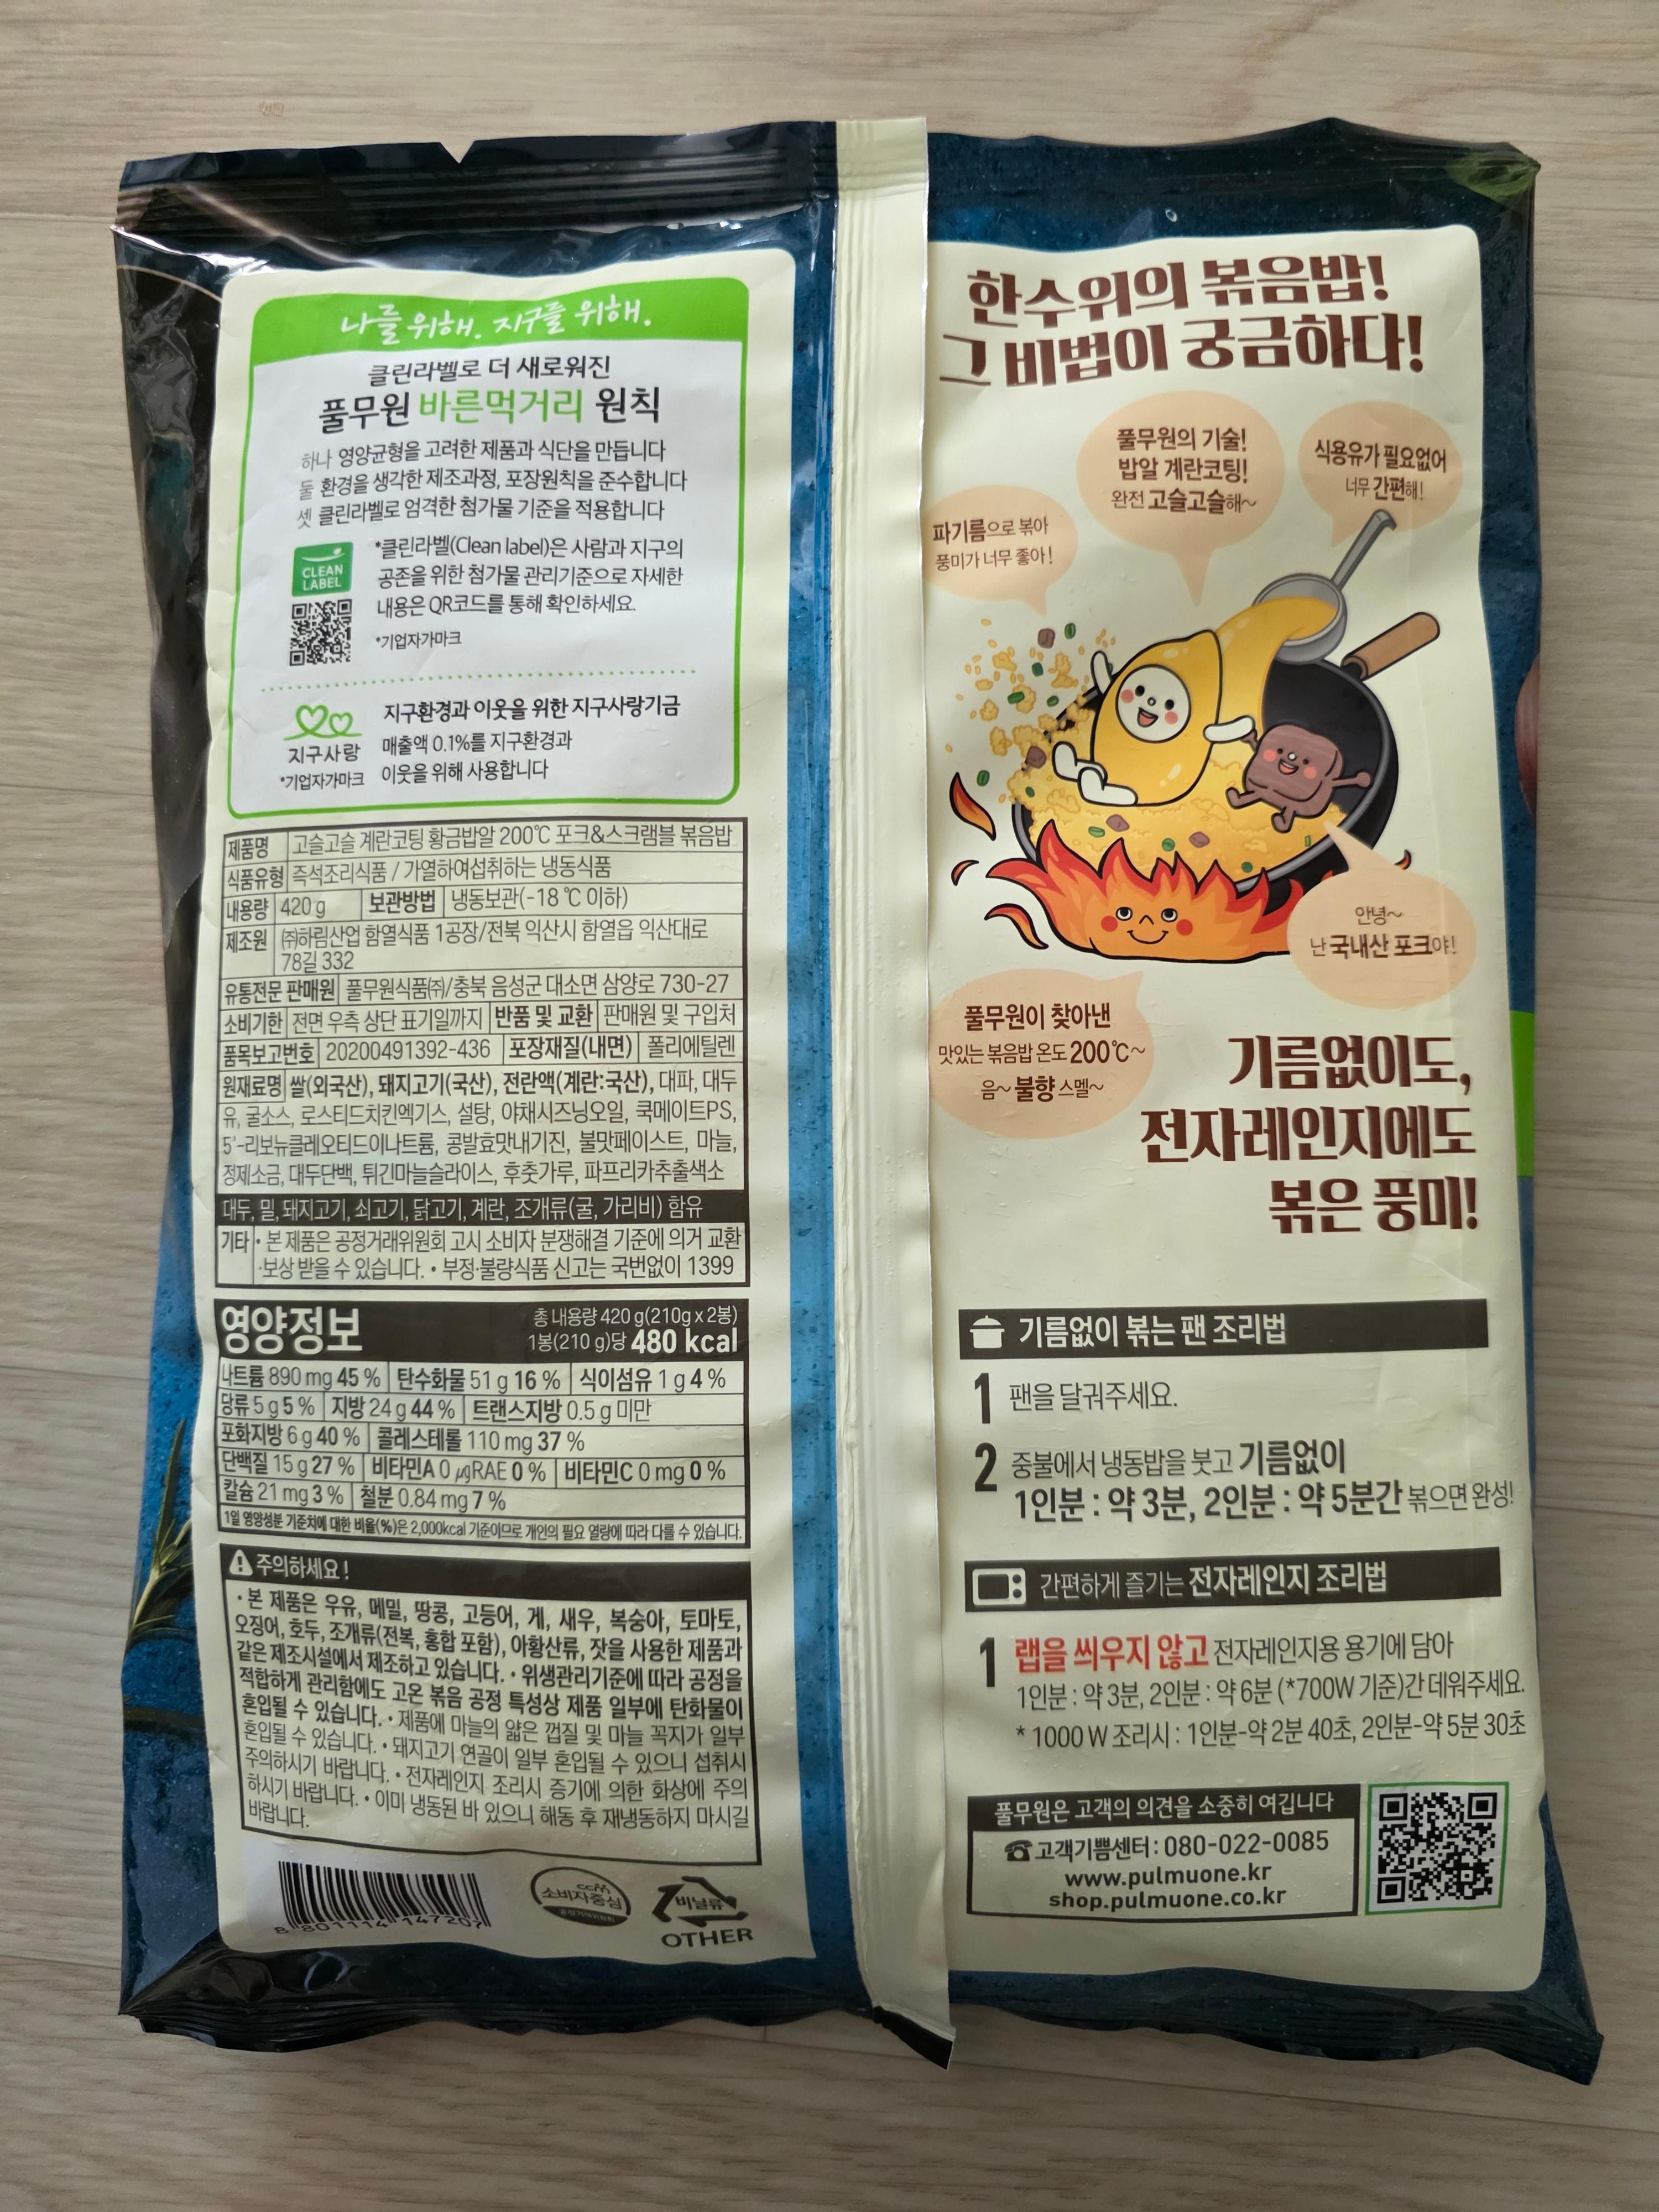 나를 위해. 지구를 위해.
클린라벨로 더 새로워진
풀무원 바른먹거리 원칙
하나 영양균형을 고려한 제품과 식단을 만듭니다
둘 환경을 생각한 제조과정, 포장원칙을 준수합니다
셋 클린라벨로 엄격한 첨가물 기준을 적용합니다
CLEAN
LABEL
*클린라벨(Clean label)은 사람과 지구의
공존을 위한 첨가물 관리기준으로 자세한
내용은 QR코드를 통해 확인하세요.
*기업자가마크
지구사랑
*기업자가마크
지구환경과 이웃을 위한 지구사랑기금
매출액 0.1%를 지구환경과
이웃을 위해 사용합니다
제품명 고슬고슬 계란코팅 황금밥알 200℃ 포크&스크램블 볶음밥
식품유형 즉석조리식품 / 가열하여섭취하는 냉동식품
내용량 420 g 보관방법 냉동보관(-18 ℃ 이하)
제조원 ㈜하림산업 함열식품 1공장/전북 익산시 함열읍 익산대로
78길 332
유통전문 판매원 풀무원식품㈜/충북 음성군 대소면 삼양로 730-27
소비기한 전면 우측 상단 표기일까지 반품 및 교환 판매원 및 구입처
품목보고번호 20200491392-436 포장재질(내면) 폴리에틸렌
원재료명 쌀(외국산), 돼지고기(국산), 전란액(계란:국산), 대파, 대두
유, 굴소스, 로스티드치킨엑기스, 설탕, 야채시즈닝오일, 쿡메이트PS,
5'-리보뉴클레오티드이나트륨, 콩발효맛내기진, 불맛페이스트, 마늘,
정제소금, 대두단백, 튀긴마늘슬라이스, 후춧가루, 파프리카추출색소
대두, 밀, 돼지고기, 쇠고기, 닭고기, 계란, 조개류(굴, 가리비) 함유
기타 • 본 제품은 공정거래위원회 고시 소비자 분쟁해결 기준에 의거 교환
·보상 받을 수 있습니다. • 부정·불량식품 신고는 국번없이 1399
영양정보
총 내용량 420 g(210g x 2봉)
1봉(210 g)당 480 kcal
나트륨 890 mg 45 % 탄수화물 51 g 16 % 식이섬유 1 g 4 %
당류 5 g 5 % 지방 24 g 44 % 트랜스지방 0.5 g 미만
포화지방 6 g 40 % 콜레스테롤 110 mg 37 %
단백질 15 g 27 % 비타민A 0 ㎍RAE 0 % 비타민C 0 mg 0 %
칼슘 21 mg 3 % 철분 0.84 mg 7 %
1일 영양성분 기준치에 대한 비율(%)은 2,000kcal 기준이므로 개인의 필요 열량에 따라 다를 수 있습니다.
주의하세요!
• 본 제품은 우유, 메밀, 땅콩, 고등어, 게, 새우, 복숭아, 토마토,
오징어, 호두, 조개류(전복, 홍합 포함), 아황산류, 잣을 사용한 제품과
같은 제조시설에서 제조하고 있습니다. • 위생관리기준에 따라 공정을
적합하게 관리함에도 고온 볶음 공정 특성상 제품 일부에 탄화물이
혼입될 수 있습니다. • 제품에 마늘의 얇은 껍질 및 마늘 꼭지가 일부
혼입될 수 있습니다. • 돼지고기 연골이 일부 혼입될 수 있으니 섭취시
주의하시기 바랍니다. • 전자레인지 조리시 증기에 의한 화상에 주의
하시기 바랍니다. • 이미 냉동된 바 있으니 해동 후 재냉동하지 마시길
바랍니다.
8 801114 147207
ccm
소비자중심
공정거래위원회
비닐류
OTHER
한수위의 볶음밥!
그 비법이 궁금하다!
풀무원의 기술!
밥알 계란코팅!
완전 고슬고슬해~
식용유가 필요없어
너무 간편해!
파기름으로 볶아
풍미가 너무 좋아!
안녕~
난 국내산 포크야!
풀무원이 찾아낸
맛있는 볶음밥 온도 200℃~
음~ 불향 스멜~
기름없이도,
전자레인지에도
볶은 풍미!
기름없이 볶는 팬 조리법
1 팬을 달궈주세요.
2 중불에서 냉동밥을 붓고 기름없이
1인분 : 약 3분, 2인분 : 약 5분간 볶으면 완성!
간편하게 즐기는 전자레인지 조리법
1 랩을 씌우지 않고 전자레인지용 용기에 담아
1인분 : 약 3분, 2인분 : 약 6분 (*700W 기준)간 데워주세요.
* 1000 W 조리시 : 1인분-약 2분 40초, 2인분-약 5분 30초
풀무원은 고객의 의견을 소중히 여깁니다
☎고객기쁨센터 : 080-022-0085
www.pulmuone.kr
shop.pulmuone.co.kr